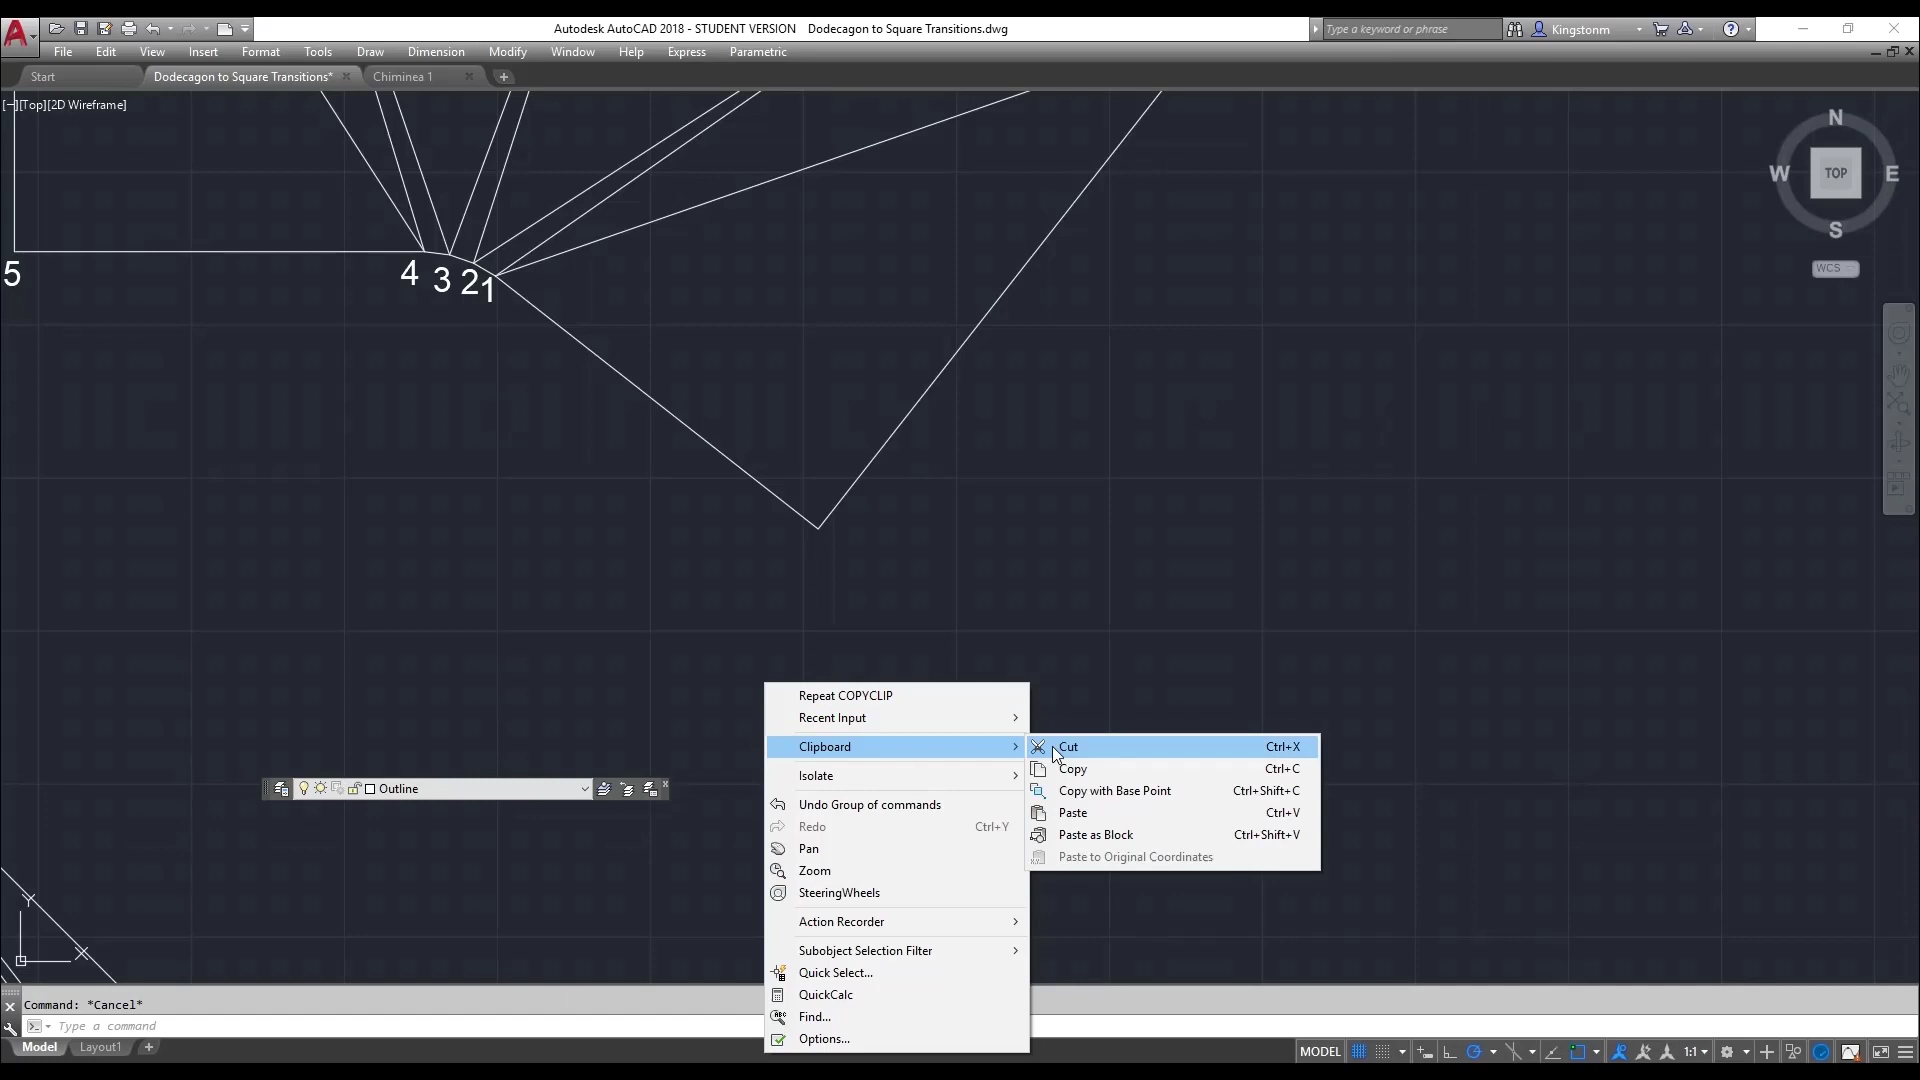 Autodesk AutoCAD 2018 - STUDENT VERSION Dodecagon to Square Transitions.dwg
Type a keyword or phrase
Kingstonm
File Edit View Insert Format Tools Draw Dimension Modify Window Help Express Parametric
Start
Dodecagon to Square Transitions*
Chiminea 1
[−][Top][2D Wireframe]
N
W TOP E
S
WCS
5
4 3 2 1
Repeat COPYCLIP
Recent Input
Clipboard
Isolate
Undo Group of commands
Redo Ctrl+Y
Pan
Zoom
SteeringWheels
Action Recorder
Subobject Selection Filter
Quick Select...
QuickCalc
Find...
Options...
Cut Ctrl+X
Copy Ctrl+C
Copy with Base Point Ctrl+Shift+C
Paste Ctrl+V
Paste as Block Ctrl+Shift+V
Paste to Original Coordinates
Outline
Y
X
Command: *Cancel*
Type a command
Model Layout1
MODEL
1:1